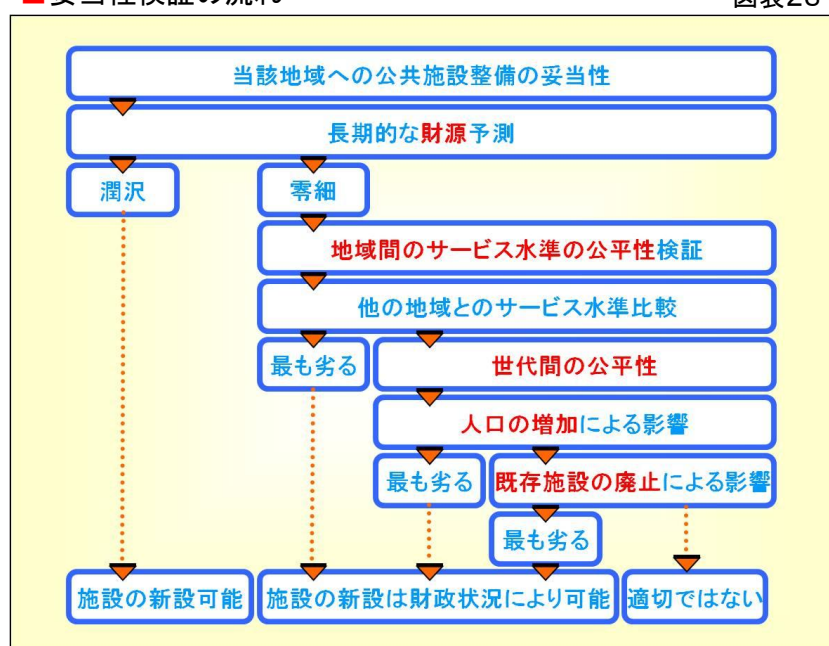 ■妥当性検証の流れ
図表28
当該地域への公共施設整備の妥当性
長期的な財源予測
潤沢
零細
地域間のサービス水準の公平性検証
他の地域とのサービス水準比較
最も劣る
世代間の公平性
人口の増加による影響
最も劣る
既存施設の廃止による影響
最も劣る
施設の新設可能
施設の新設は財政状況により可能
適切ではない